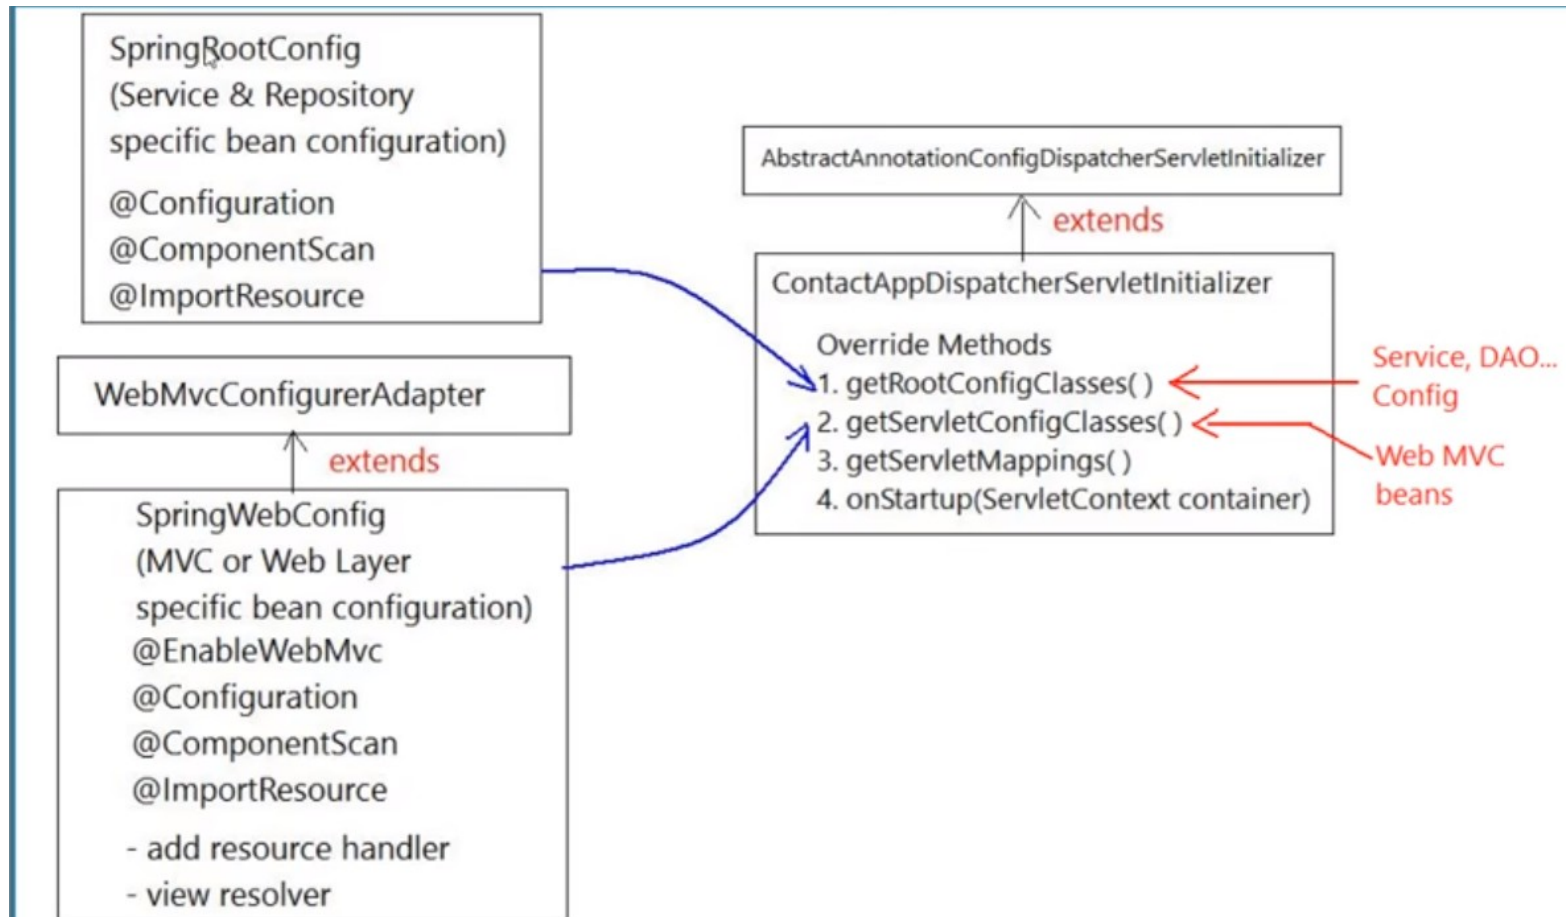 SpringRootConfig
(Service & Repository
specific bean configuration)
@Configuration
@ComponentScan
@ImportResource
WebMvcConfigurerAdapter
extends
SpringWebConfig
(MVC or Web Layer
specific bean configuration)
@EnableWebMvc
@Configuration
@ComponentScan
@ImportResource
- add resource handler
- view resolver
AbstractAnnotationConfigDispatcherServletInitializer
extends
ContactAppDispatcherServletInitializer
Override Methods
1. getRootConfigClasses( )
2. getServletConfigClasses( )
3. getServletMappings( )
4. onStartup(ServletContext container)
Service, DAO...
Config
Web MVC
beans